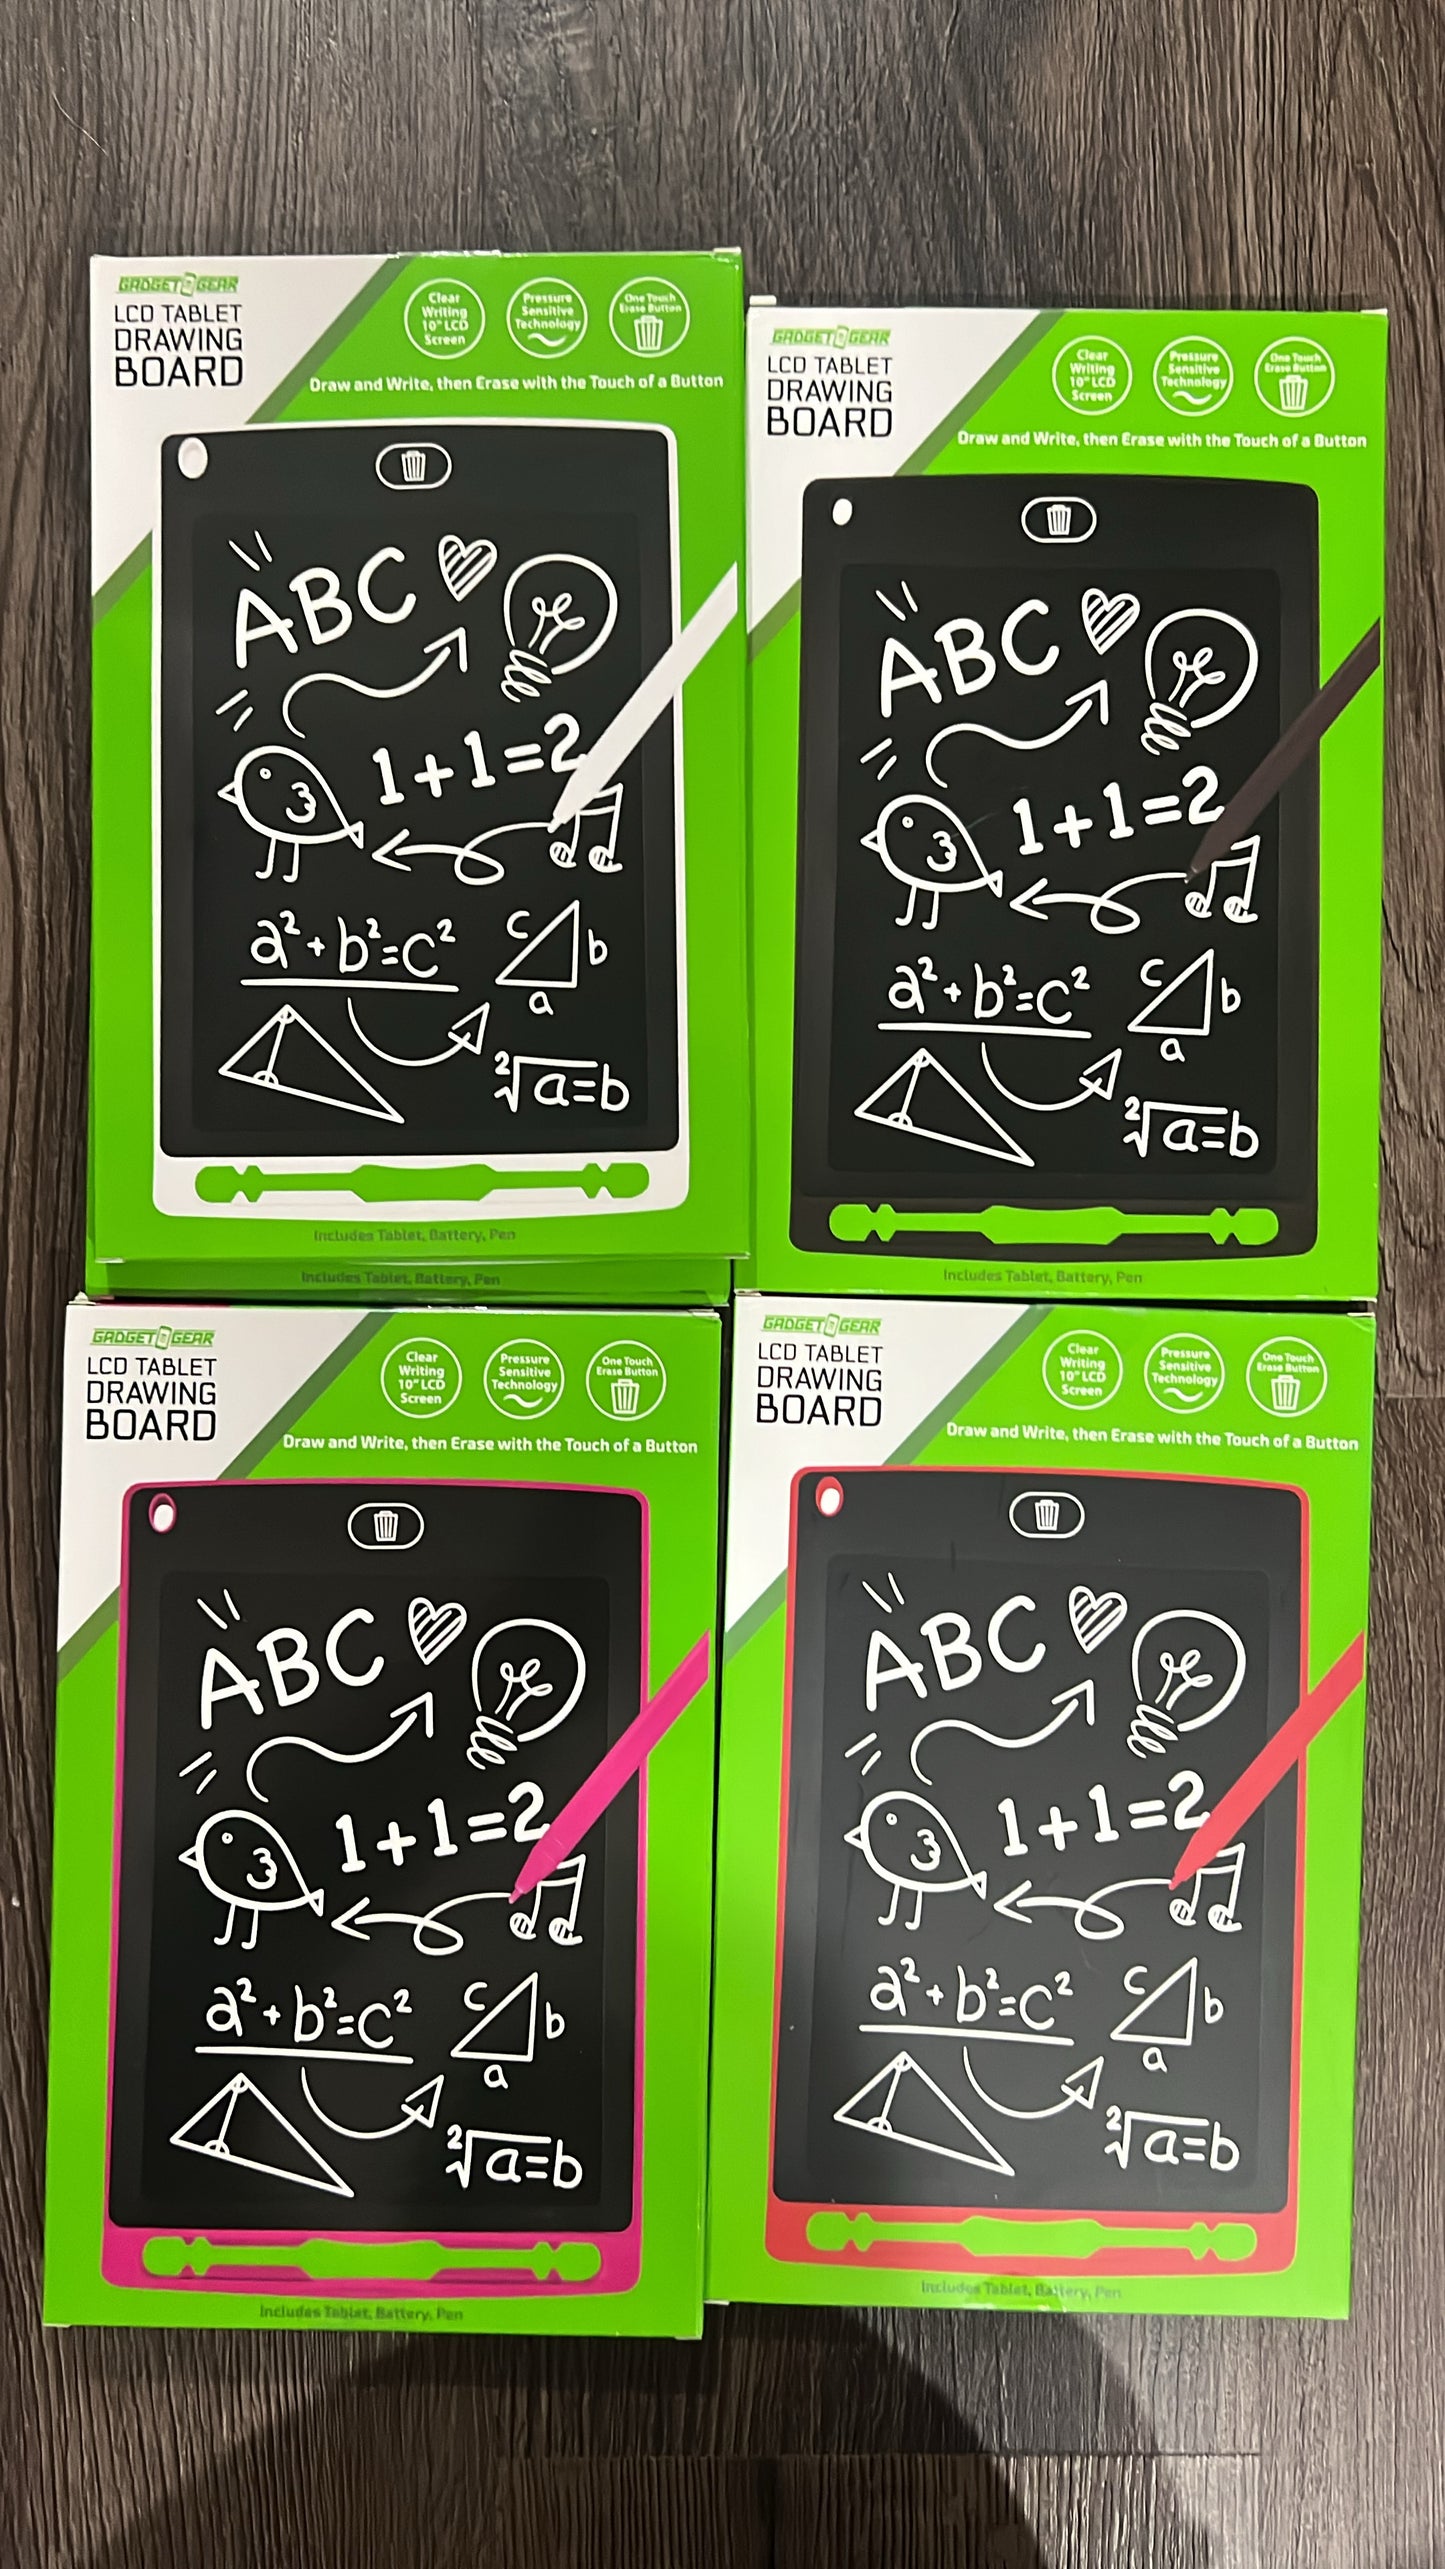 GADGET GEAR
LCD TABLET
DRAWING
BOARD
Clear
Writing
10" LCD
Screen
Pressure
Sensitive
Technology
One Touch
Erase Button
Draw and Write, then Erase with the Touch of a Button
ABC
1+1=2
a²+b²=c²
c
b
a
²√a=b
Includes Tablet, Battery, Pen
Includes Tablet, Battery, Pen
GADGET GEAR
LCD TABLET
DRAWING
BOARD
Clear
Writing
10" LCD
Screen
Pressure
Sensitive
Technology
One Touch
Erase Button
Draw and Write, then Erase with the Touch of a Button
ABC
1+1=2
a²+b²=c²
c
b
a
²√a=b
Includes Tablet, Battery, Pen
GADGET GEAR
LCD TABLET
DRAWING
BOARD
Clear
Writing
10" LCD
Screen
Pressure
Sensitive
Technology
One Touch
Erase Button
Draw and Write, then Erase with the Touch of a Button
ABC
1+1=2
a²+b²=c²
c
b
a
²√a=b
Includes Tablet, Battery, Pen
GADGET GEAR
LCD TABLET
DRAWING
BOARD
Clear
Writing
10" LCD
Screen
Pressure
Sensitive
Technology
One Touch
Erase Button
Draw and Write, then Erase with the Touch of a Button
ABC
1+1=2
a²+b²=c²
c
b
a
²√a=b
Includes Tablet, Battery, Pen